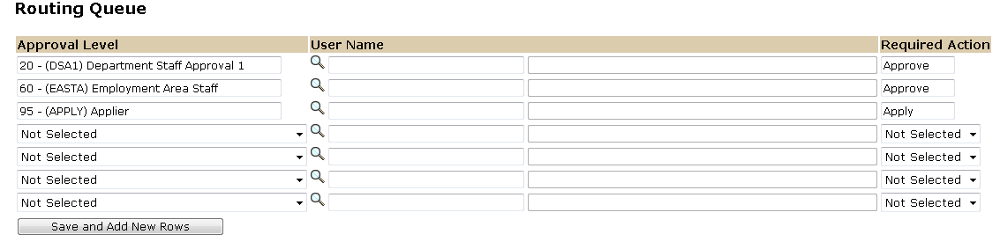 Routing Queue
Approval Level User Name Required Action
20 - (DSA1) Department Staff Approval 1 Approve
60 - (EASTA) Employment Area Staff Approve
95 - (APPLY) Applier Apply
Not Selected Not Selected
Not Selected Not Selected
Not Selected Not Selected
Not Selected Not Selected
Save and Add New Rows